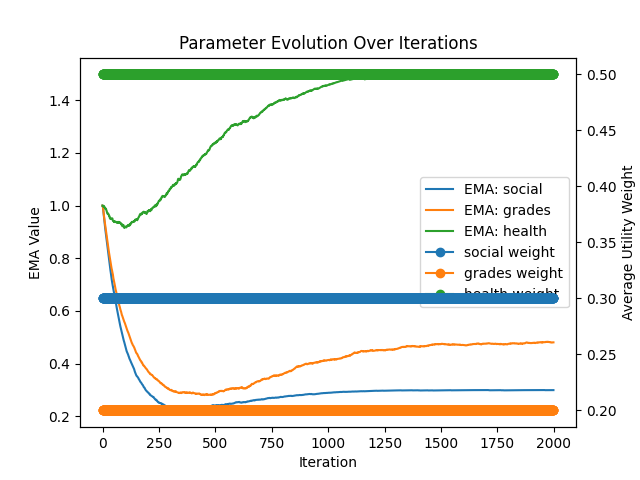 Parameter Evolution Over Iterations
EMA Value
1.4
1.2
1.0
0.8
0.6
0.4
0.2
0.50
0.45
0.40
0.35
0.30
0.25
0.20
Average Utility Weight
EMA: social
EMA: grades
EMA: health
social weight
grades weight
health weight
0 250 500 750 1000 1250 1500 1750 2000
Iteration